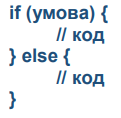 if (умова) {
// код
} else {
// код
}